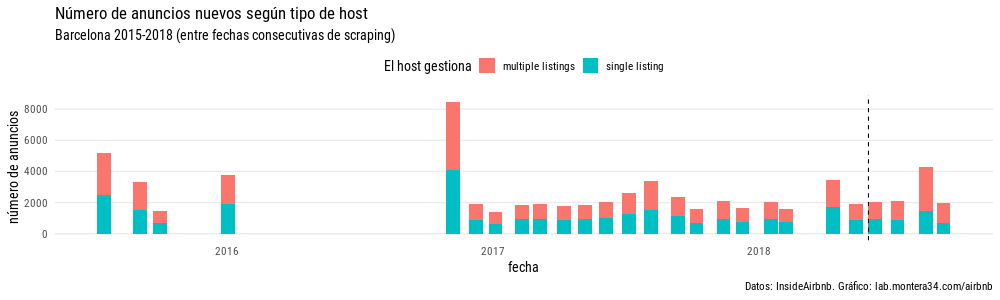 Número de anuncios nuevos según tipo de host
Barcelona 2015-2018 (entre fechas consecutivas de scraping)
El host gestiona multiple listings single listing
número de anuncios
8000
6000
4000
2000
0
2016 2017 2018
fecha
Datos: InsideAirbnb. Gráfico: lab.montera34.com/airbnb